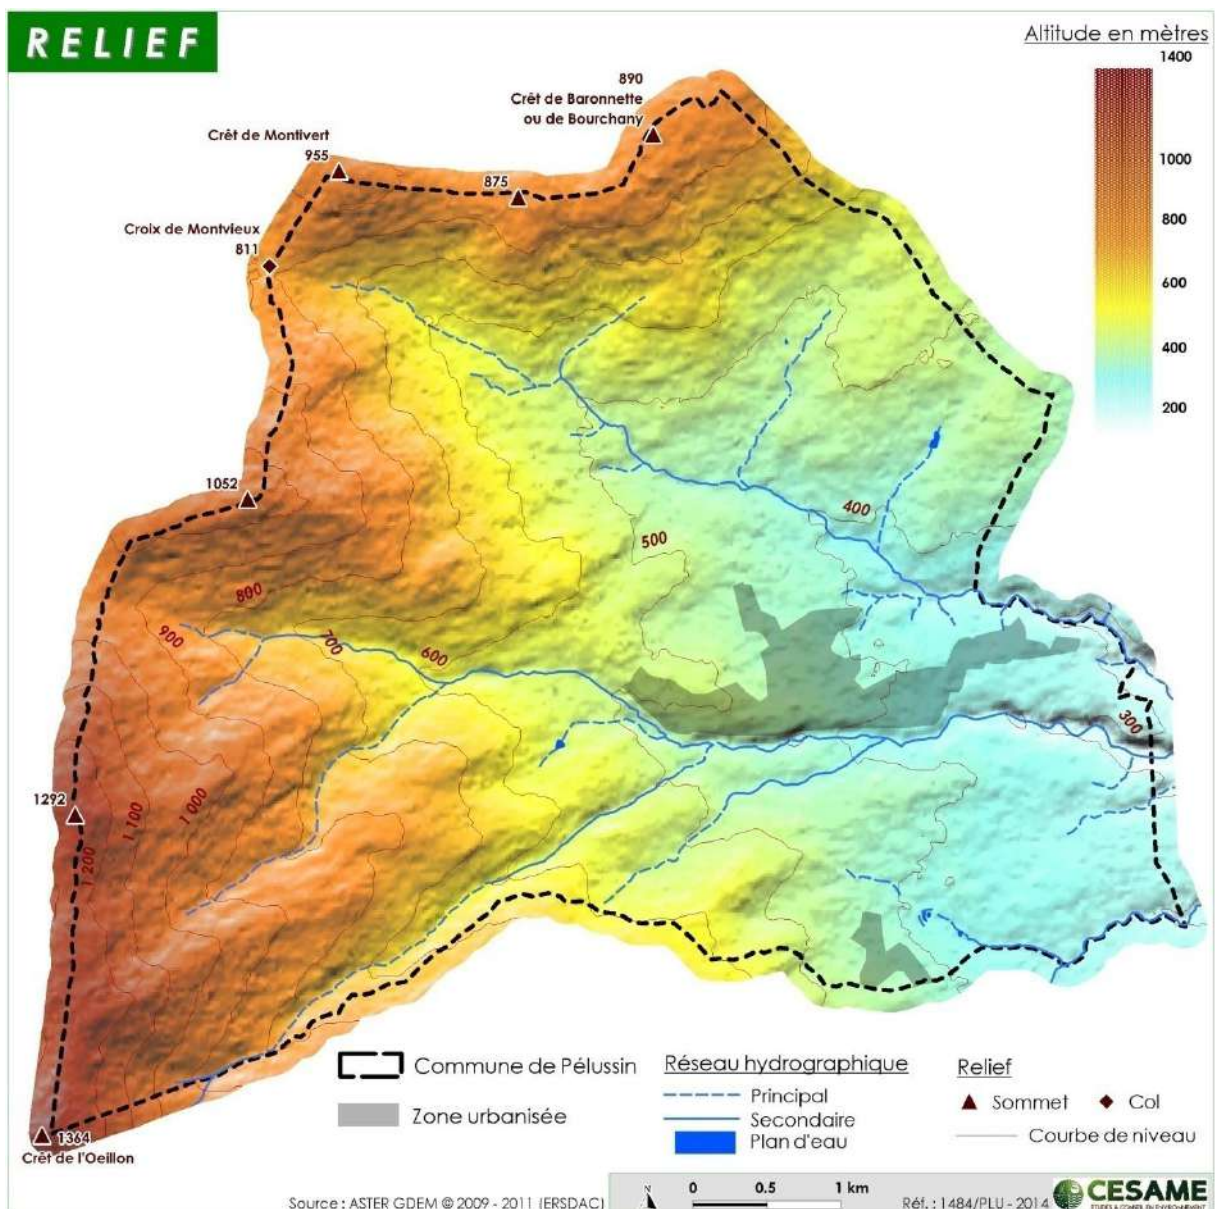 RELIEF
Altitude en mètres
1400
1000
800
600
400
200
890
Crêt de Baronnette
ou de Bourchany
Crêt de Montivert
955
875
Croix de Montvieux
811
1052
400
500
800
900
700
600
300
1292
1 100
1 000
1 200
1364
Crêt de l'Oeillon
Commune de Pélussin
Zone urbanisée
Réseau hydrographique
Principal
Secondaire
Plan d'eau
Relief
Sommet
Col
Courbe de niveau
Source : ASTER GDEM © 2009 - 2011 (ERSDAC)
N
0 0.5 1 km
Réf. : 1484/PLU - 2014
CESAME
ETUDES & CONSEIL EN ENVIRONNEMENT